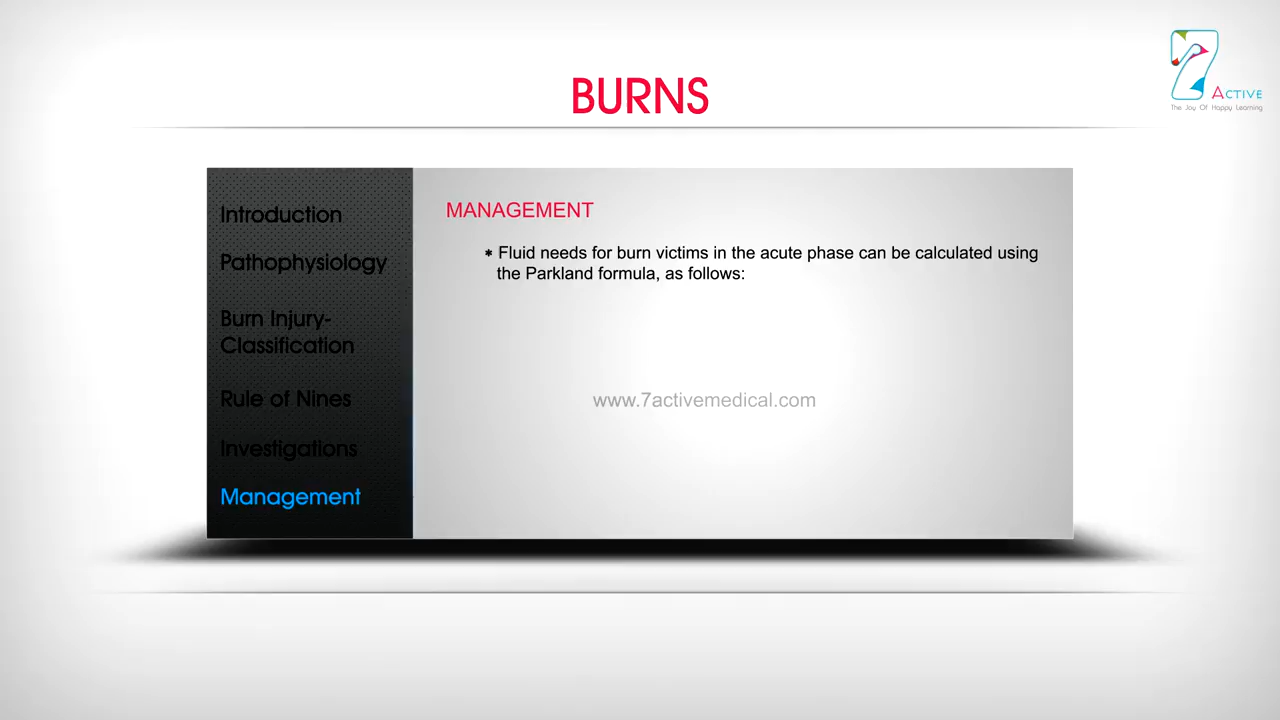 BURNS
7 ACTIVE
The Joy Of Happy Learning
Introduction
Pathophysiology
Burn Injury-
Classification
Rule of Nines
Investigations
Management
MANAGEMENT
* Fluid needs for burn victims in the acute phase can be calculated using
the Parkland formula, as follows:
www.7activemedical.com